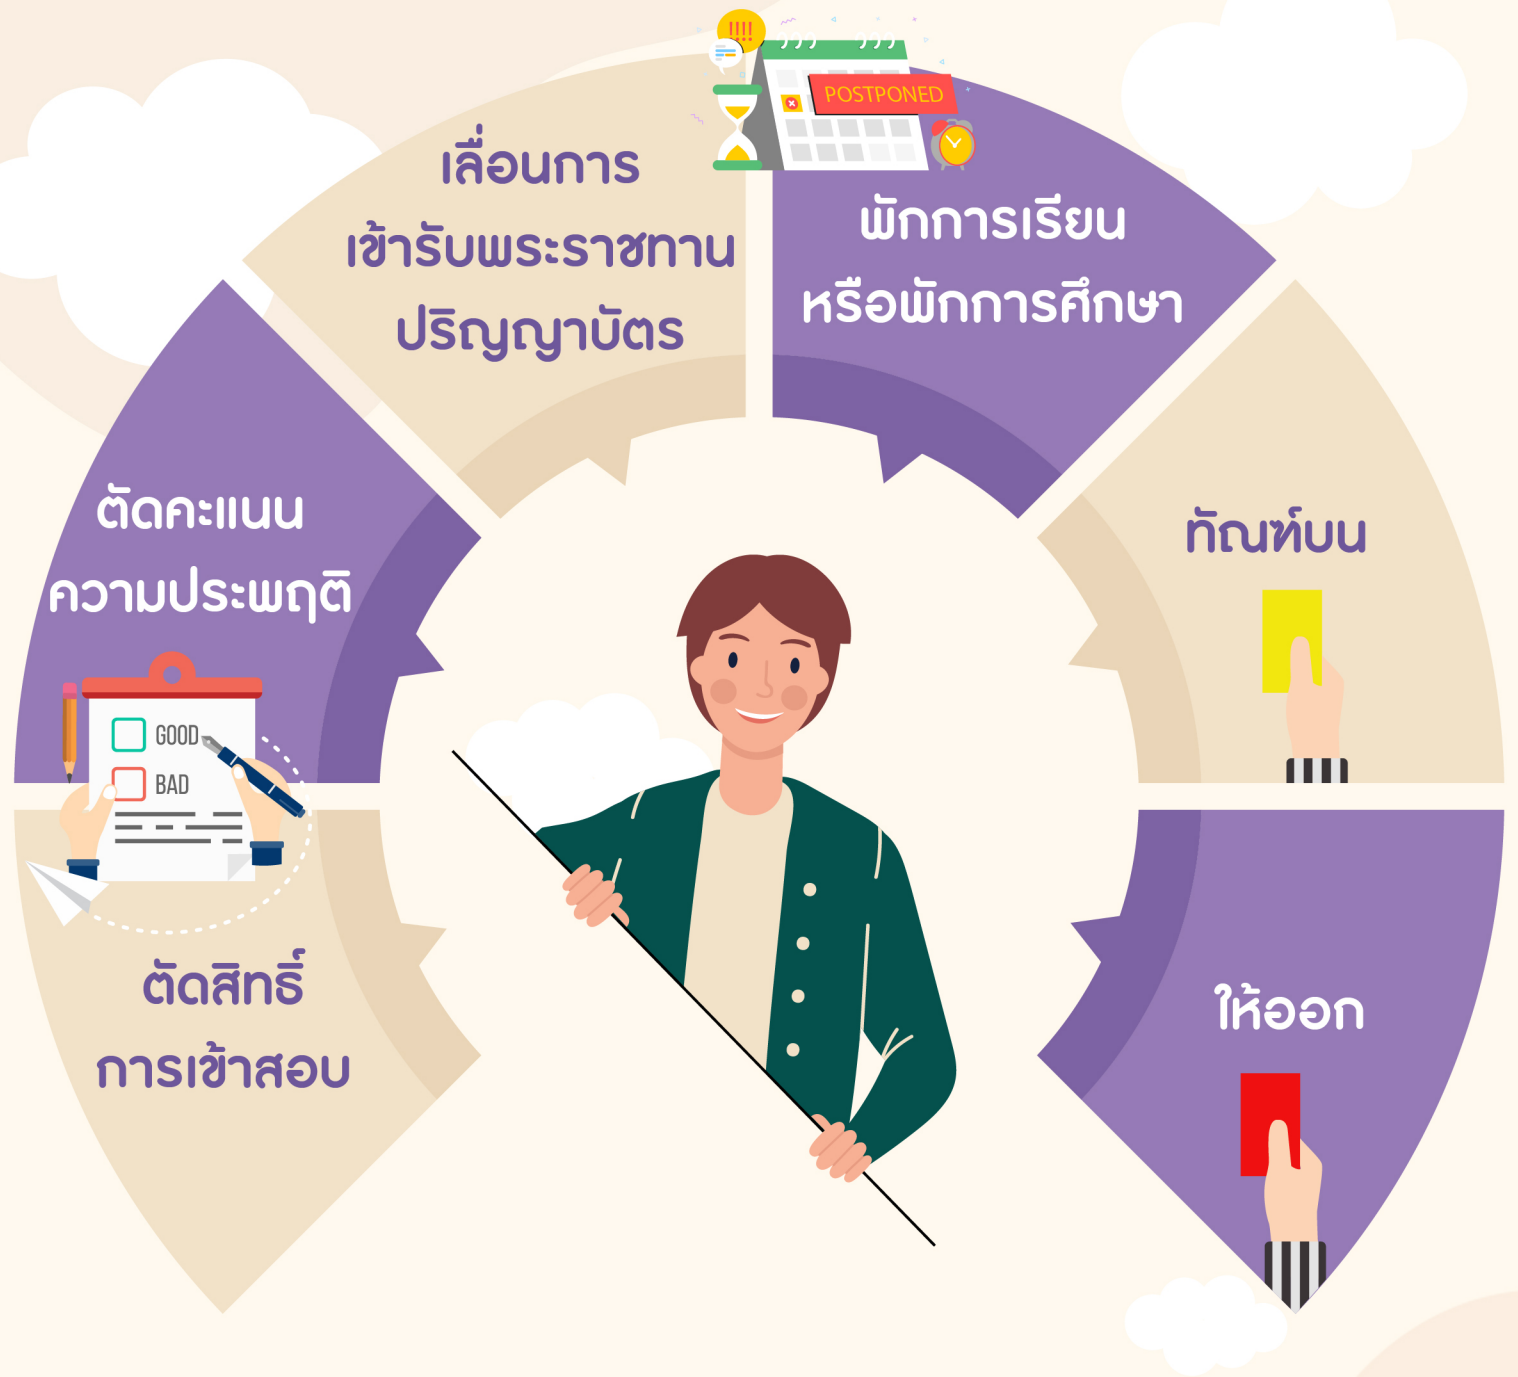 !!!!
POSTPONED
เลื่อนการ
เข้ารับพระราชทาน
ปริญญาบัตร
พักการเรียน
หรือพักการศึกษา
ตัดคะแนน
ความประพฤติ
GOOD
BAD
ทัณฑ์บน
ตัดสิทธิ์
การเข้าสอบ
ให้ออก